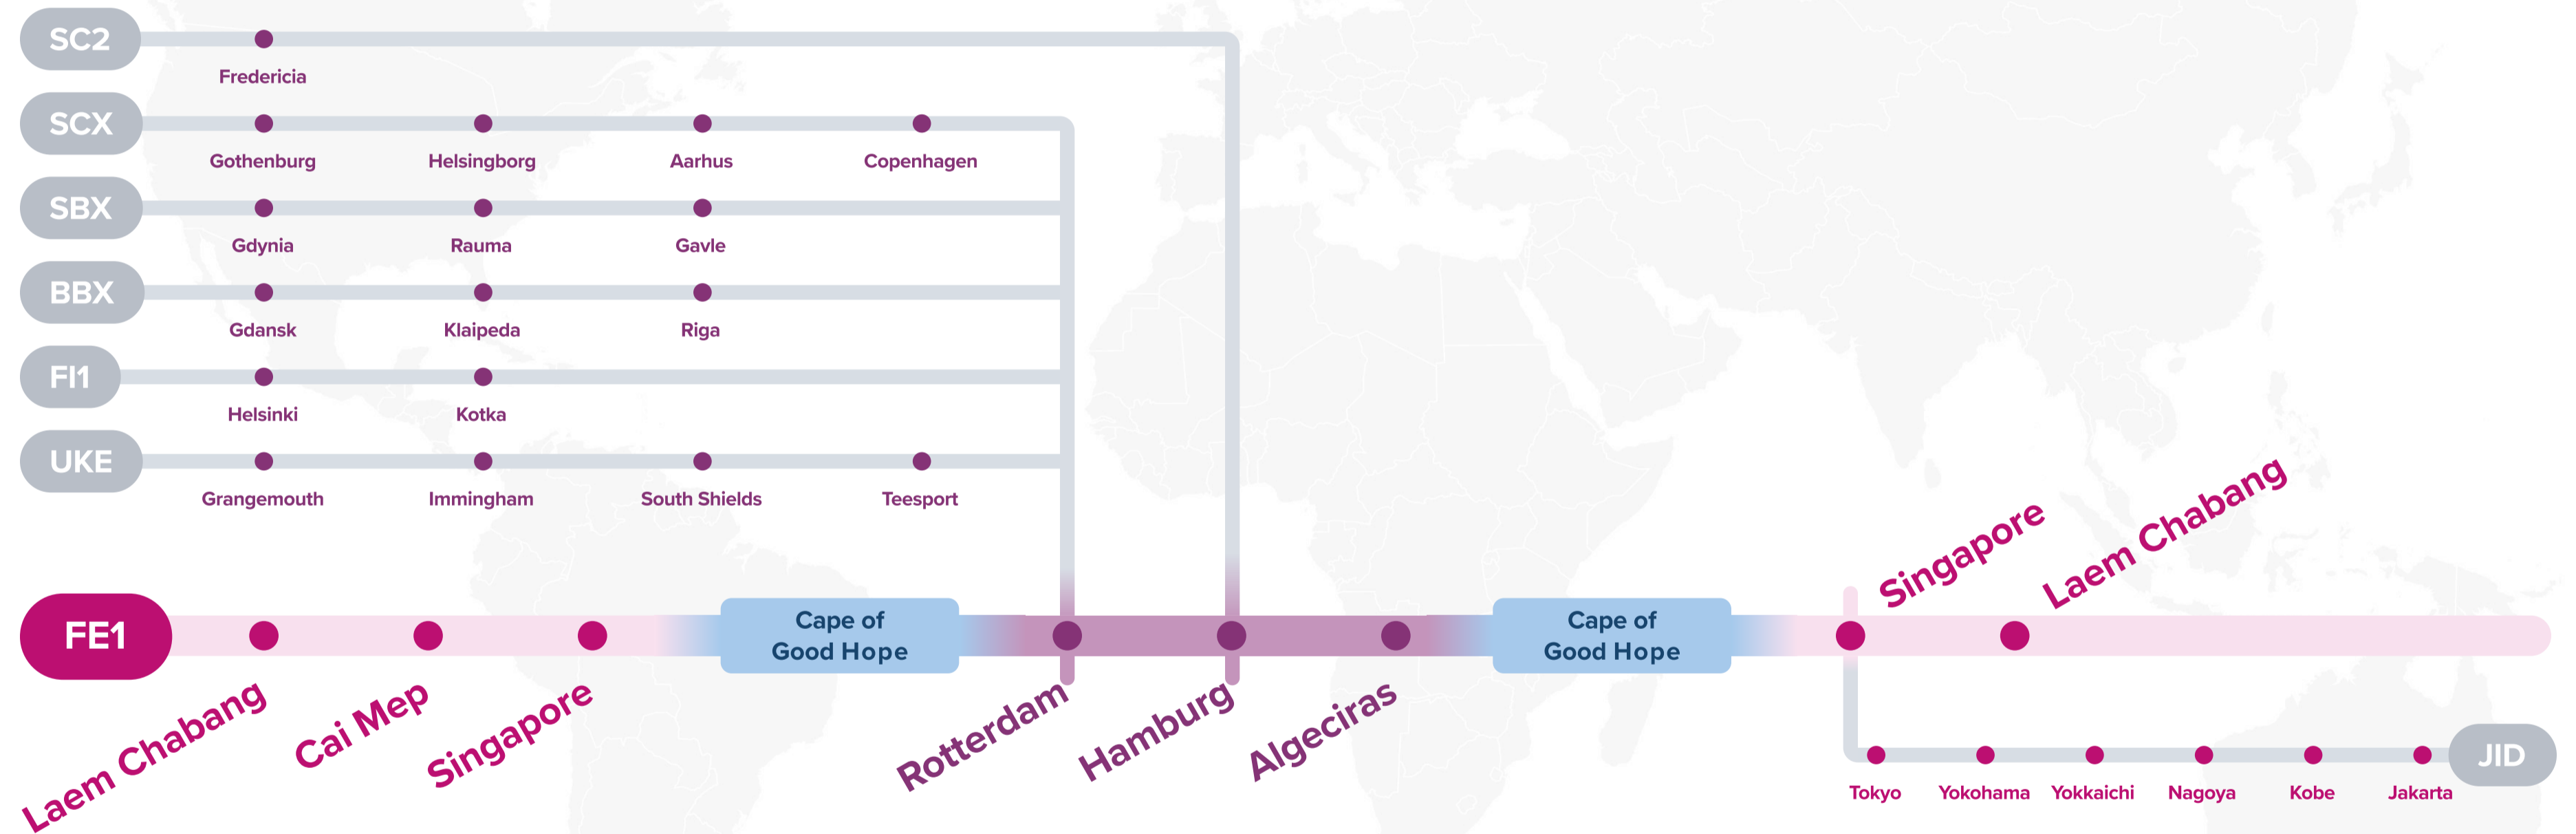 SC2
Fredericia
SCX
Gothenburg Helsingborg Aarhus Copenhagen
SBX
Gdynia Rauma Gavle
BBX
Gdansk Klaipeda Riga
FI1
Helsinki Kotka
UKE
Grangemouth Immingham South Shields Teesport
FE1
Laem Chabang
Cai Mep
Singapore
Cape of
Good Hope
Rotterdam
Hamburg
Algeciras
Cape of
Good Hope
Singapore
Laem Chabang
JID
Tokyo Yokohama Yokkaichi Nagoya Kobe Jakarta